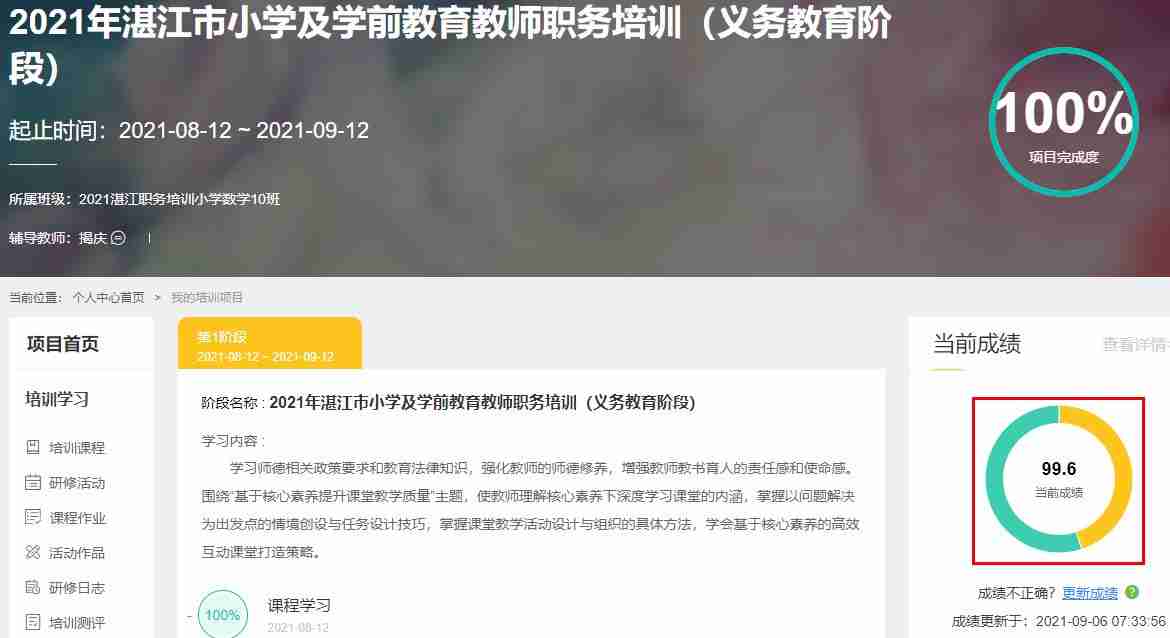 2021年湛江市小学及学前教育教师职务培训（义务教育阶
段）
100%
项目完成度
起止时间：2021-08-12 ~ 2021-09-12
所属班级：2021湛江职务培训小学数学10班
辅导教师：揭庆
当前位置： 个人中心首页 > 我的培训项目
项目首页
培训学习
培训课程
研修活动
课程作业
活动作品
研修日志
培训测评
第1阶段
2021-08-12 ~ 2021-09-12
阶段名称 : 2021年湛江市小学及学前教育教师职务培训（义务教育阶段）
学习内容 :
学习师德相关政策要求和教育法律知识，强化教师的师德修养，增强教师教书育人的责任感和使命感。
围绕“基于核心素养提升课堂教学质量”主题，使教师理解核心素养下深度学习课堂的内涵，掌握以问题解决
为出发点的情境创设与任务设计技巧，掌握课堂教学活动设计与组织的具体方法，学会基于核心素养的高效
互动课堂打造策略。
100%
课程学习
2021-08-12
当前成绩
查看详情
99.6
当前成绩
成绩不正确？更新成绩 ?
成绩更新于：2021-09-06 07:33:56